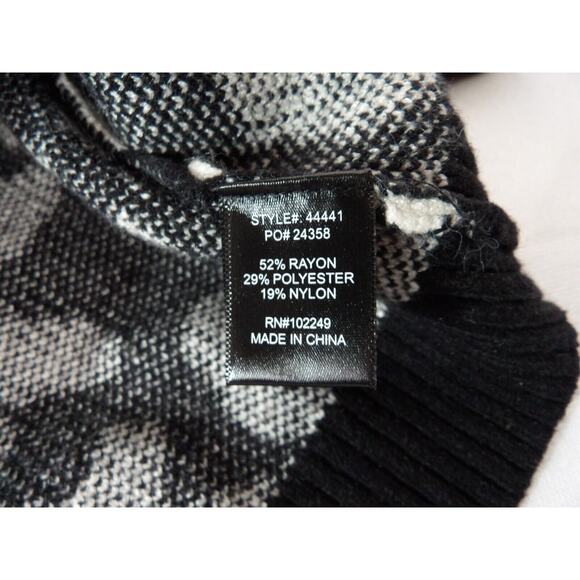 STYLE#: 44441
PO# 24358
52% RAYON
29% POLYESTER
19% NYLON
RN#102249
MADE IN CHINA